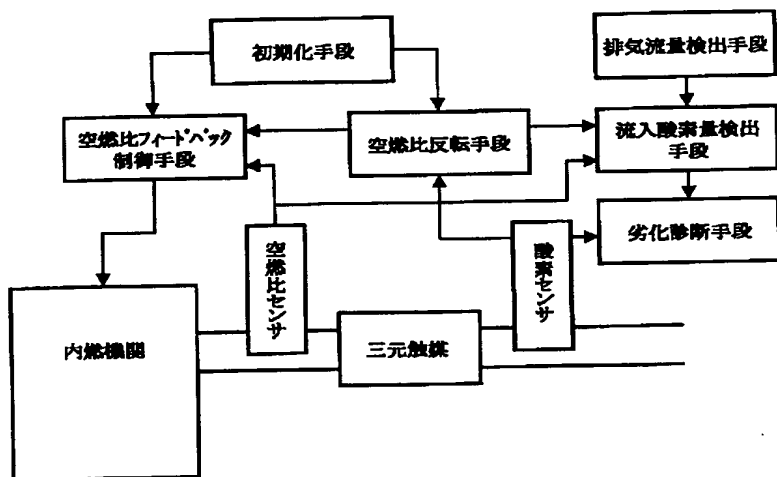 初期化手段
排気流量検出手段
空燃比フィードバック
制御手段
空燃比反転手段
流入酸素量検出
手段
劣化診断手段
空燃比センサ
酸素センサ
内燃機関
三元触媒